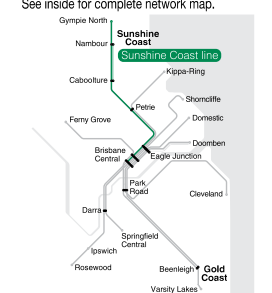 See inside for complete network map.
Gympie North
Sunshine
Coast
Nambour
Sunshine Coast line
Kippa-Ring
Caboolture
Shorncliffe
Petrie
Domestic
Ferny Grove
Doomben
Brisbane
Central
Eagle Junction
Park
Road
Cleveland
Darra
Springfield
Central
Ipswich
Rosewood
Beenleigh
Gold
Coast
Varsity Lakes